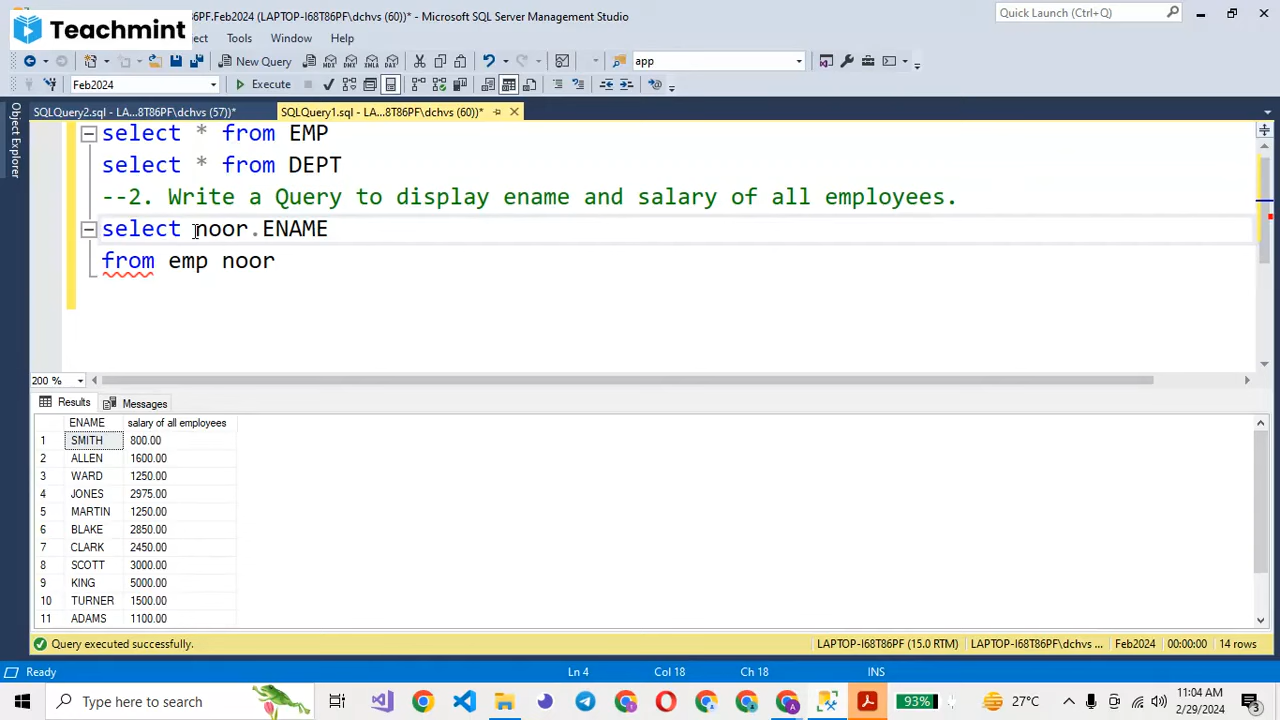 Teachmint
PF.Feb2024 (LAPTOP-I68T86PF\dchvs (60))* - Microsoft SQL Server Management Studio
Quick Launch (Ctrl+Q)
Tools Window Help
New Query
app
Feb2024
Execute
Object Explorer
SQLQuery2.sql - LA...8T86PF\dchvs (57))*
SQLQuery1.sql - LA...8T86PF\dchvs (60))*
select * from EMP
select * from DEPT
--2. Write a Query to display ename and salary of all employees.
select noor.ENAME
from emp noor
200 %
Results Messages
ENAME salary of all employees
1 SMITH 800.00
2 ALLEN 1600.00
3 WARD 1250.00
4 JONES 2975.00
5 MARTIN 1250.00
6 BLAKE 2850.00
7 CLARK 2450.00
8 SCOTT 3000.00
9 KING 5000.00
10 TURNER 1500.00
11 ADAMS 1100.00
Query executed successfully.
LAPTOP-I68T86PF (15.0 RTM) LAPTOP-I68T86PF\dchvs ... Feb2024 00:00:00 14 rows
Ready Ln 4 Col 18 Ch 18 INS
Type here to search
93%
27°C
11:04 AM
2/29/2024
3